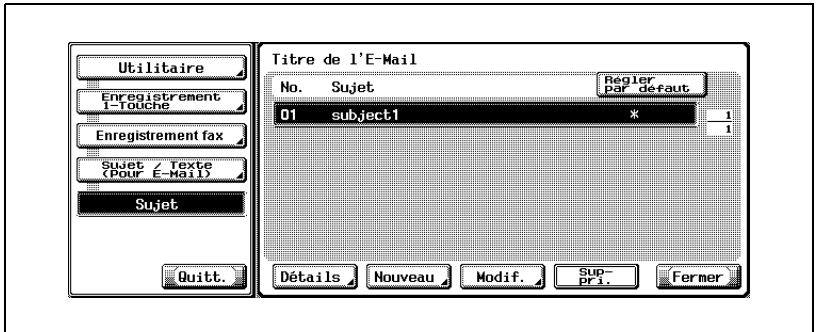 Utilitaire
Enregistrement
1-Touche
Enregistrement fax
Sujet / Texte
(Pour E-Mail)
Sujet
Quitt.
Titre de l'E-Mail
No. Sujet
Régler
par défaut
01 subject1 *
1
1
Détails Nouveau Modif. Sup-
pri. Fermer